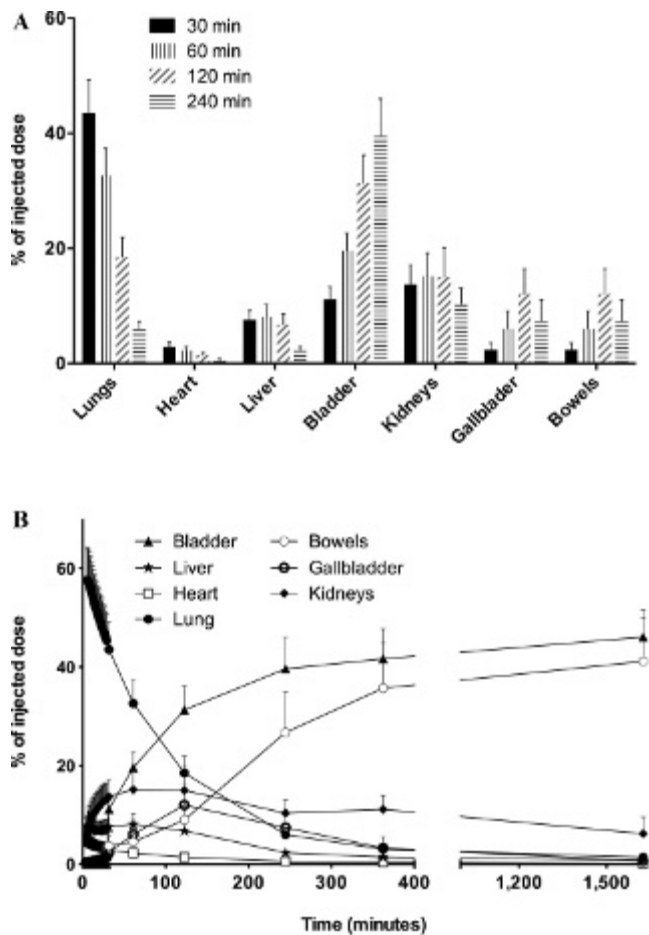 A
60
40
20
0
% of injected dose
30 min
60 min
120 min
240 min
Lungs
Heart
Liver
Bladder
Kidneys
Gallblader
Bowels
B
60
40
20
0
% of injected dose
Bladder
Liver
Heart
Lung
Bowels
Gallbladder
Kidneys
0 100 200 300 400 1,200 1,500
Time (minutes)